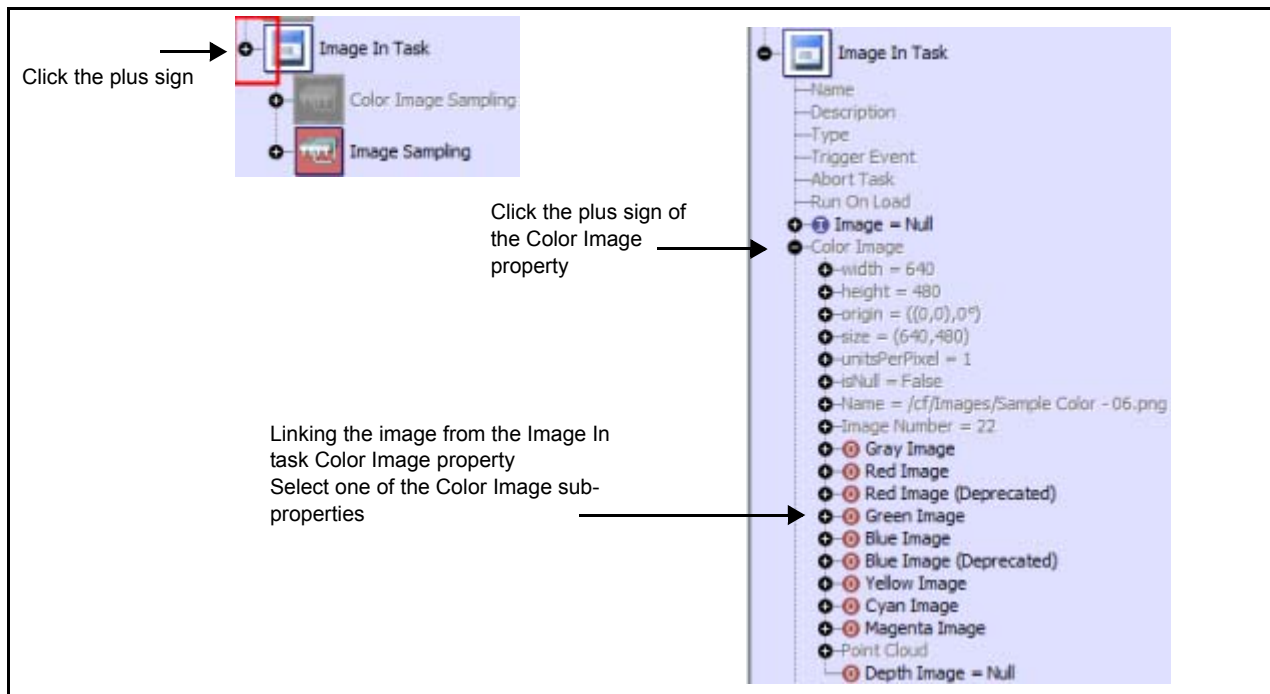 Click the plus sign
Image In Task
Color Image Sampling
Image Sampling
Click the plus sign of
the Color Image
property
Linking the image from the Image In
task Color Image property
Select one of the Color Image sub-
properties
Image In Task
Name
Description
Type
Trigger Event
Abort Task
Run On Load
Image = Null
Color Image
width = 640
height = 480
origin = ((0,0),0°)
size = (640,480)
unitsPerPixel = 1
isNull = False
Name = /cf/Images/Sample Color - 06.png
Image Number = 22
Gray Image
Red Image
Red Image (Deprecated)
Green Image
Blue Image
Blue Image (Deprecated)
Yellow Image
Cyan Image
Magenta Image
Point Cloud
Depth Image = Null